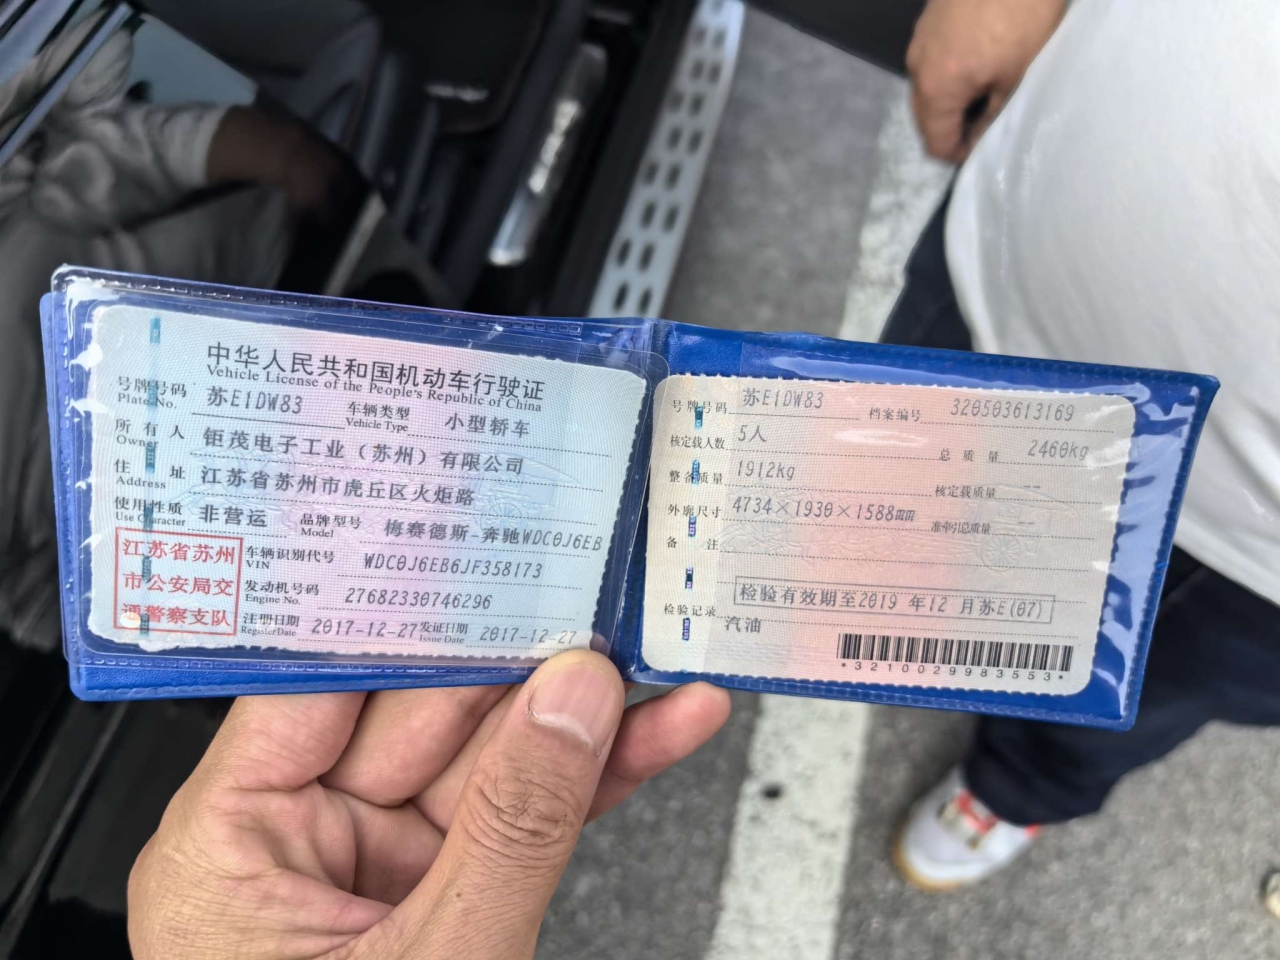 中华人民共和国机动车行驶证
Vehicle License of the People's Republic of China
号牌号码 苏E1DW83 车辆类型 小型轿车
Plate No. Vehicle Type
所有人 钜茂电子工业（苏州）有限公司
Owner
住址 江苏省苏州市虎丘区火炬路
Address
使用性质 非营运 品牌型号 梅赛德斯-奔驰WDC0J6EB
Use Character Model
江苏省苏州
市公安局交
通警察支队
车辆识别代号 WDC0J6EB6JF358173
VIN
发动机号码 27682330746296
Engine No.
注册日期 2017-12-27 发证日期 2017-12-27
Register Date Issue Date
号牌号码 苏E1DW83 档案编号 320503613169
核定载人数 5人 总质量 2460kg
整备质量 1912kg 核定载质量 --
外廓尺寸 4734×1930×1588mm 准牵引总质量 --
备注
检验有效期至2019 年12 月苏E(07)
检验记录 汽油
*3210029983553*